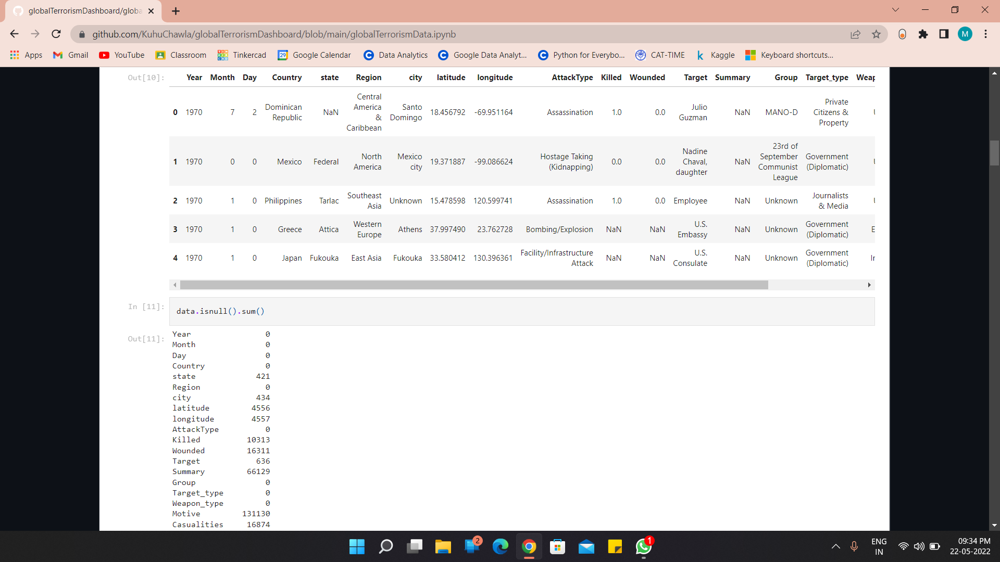 globalTerrorismDashboard/globa
github.com/KuhuChawla/globalTerrorismDashboard/blob/main/globalTerrorismData.ipynb
M
Apps Gmail YouTube Classroom Tinkercad Google Calendar Data Analytics Google Data Analyt... Python for Everybo... CAT-TIME Kaggle Keyboard shortcuts...
Out[10]: Year Month Day Country state Region city latitude longitude AttackType Killed Wounded Target Summary Group Target_type Weap
0 1970 7 2 Dominican Republic NaN Central America & Caribbean Santo Domingo 18.456792 -69.951164 Assassination 1.0 0.0 Julio Guzman NaN MANO-D Private Citizens & Property
1 1970 0 0 Mexico Federal North America Mexico city 19.371887 -99.086624 Hostage Taking (Kidnapping) 0.0 0.0 Nadine Chaval, daughter NaN 23rd of September Communist League Government (Diplomatic)
2 1970 1 0 Philippines Tarlac Southeast Asia Unknown 15.478598 120.599741 Assassination 1.0 0.0 Employee NaN Unknown Journalists & Media
3 1970 1 0 Greece Attica Western Europe Athens 37.997490 23.762728 Bombing/Explosion NaN NaN U.S. Embassy NaN Unknown Government (Diplomatic) E
4 1970 1 0 Japan Fukouka East Asia Fukouka 33.580412 130.396361 Facility/Infrastructure Attack NaN NaN U.S. Consulate NaN Unknown Government (Diplomatic)
In [11]: data.isnull().sum()
Out[11]: Year 0
Month 0
Day 0
Country 0
state 421
Region 0
city 434
latitude 4556
longitude 4557
AttackType 0
Killed 10313
Wounded 16311
Target 636
Summary 66129
Group 0
Target_type 0
Weapon_type 0
Motive 131130
Casualities 16874
2
1
ENG
IN
09:34 PM
22-05-2022